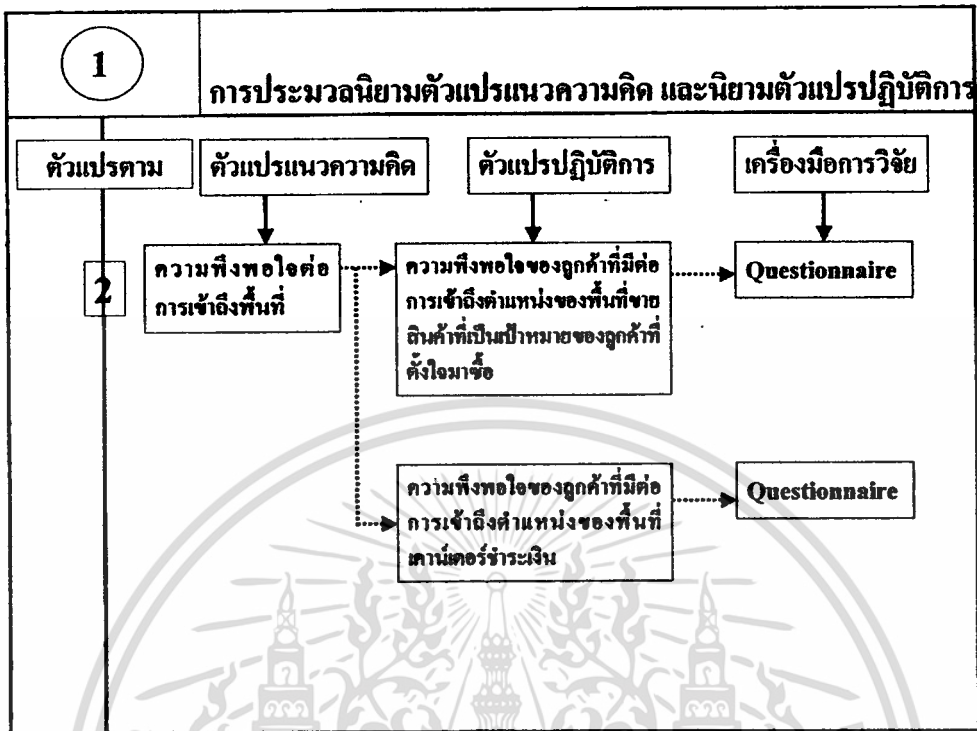 1
การประมวลนิยามตัวแปรแนวความคิด และนิยามตัวแปรปฏิบัติการ
ตัวแปรตาม
ตัวแปรแนวความคิด
ตัวแปรปฏิบัติการ
เครื่องมือการวิจัย
2
ความพึงพอใจต่อ
การเข้าถึงพื้นที่
ความพึงพอใจของลูกค้าที่มีต่อ
การเข้าถึงตำแหน่งของพื้นที่ขาย
สินค้าที่เป็นเป้าหมายของลูกค้าที่
ตั้งใจมาซื้อ
Questionnaire
ความพึงพอใจของลูกค้าที่มีต่อ
การเข้าถึงตำแหน่งของพื้นที่
เคาน์เตอร์ชำระเงิน
Questionnaire